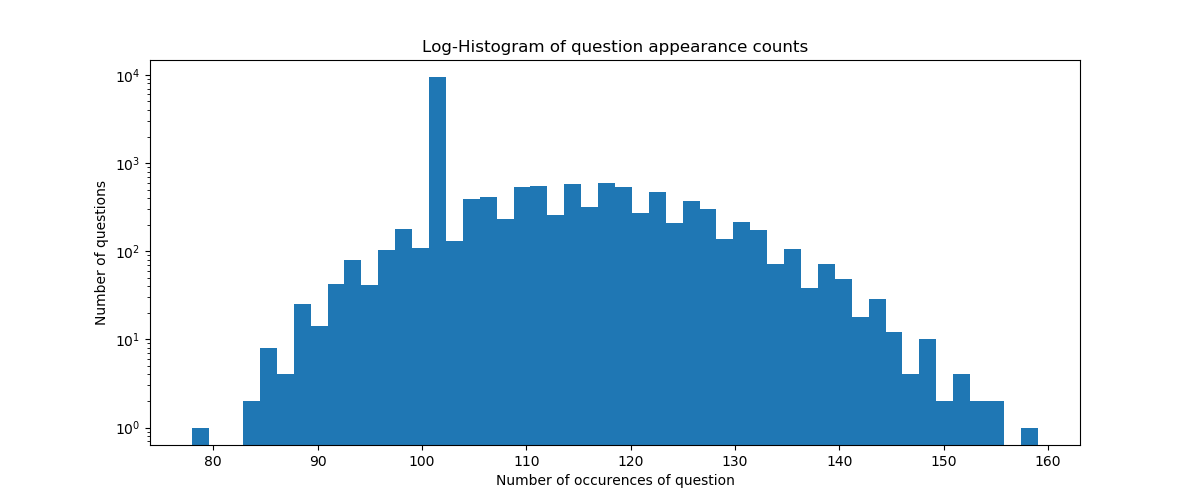 Log-Histogram of question appearance counts
Number of questions
10^4
10^3
10^2
10^1
10^0
80 90 100 110 120 130 140 150 160
Number of occurences of question